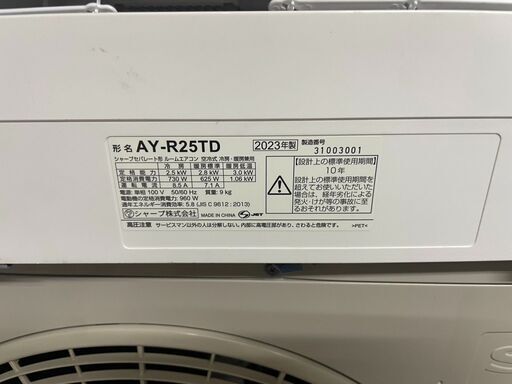 形名 AY-R25TD 2023年製 製造番号 31003001
シャープセパレート形 ルームエアコン 空冷式 冷房・暖房兼用
冷房 暖房標準 暖房低温
定格能力 2.5 kW 2.8 kW 3.0 kW
定格消費電力 730 W 625 W 1.06 kW
運転電流 8.5 A 7.1 A
電源:単相 100 V 50/60 Hz 質量:9 kg
電動機の定格消費電力: 960 W
通年エネルギー消費効率: 5.8 (JIS C 9612 : 2013)
シャープ株式会社 MADE IN CHINA JET
【設計上の標準使用期間】
10年
設計上の標準使用期間を
超えてお使いいただいた
場合は、経年劣化による
発火・けが等の事故に至
るおそれがあります。
高圧注意 サービスマン以外の人は分解しない。内部に高電圧部があり、さわると危険です。 >PET<